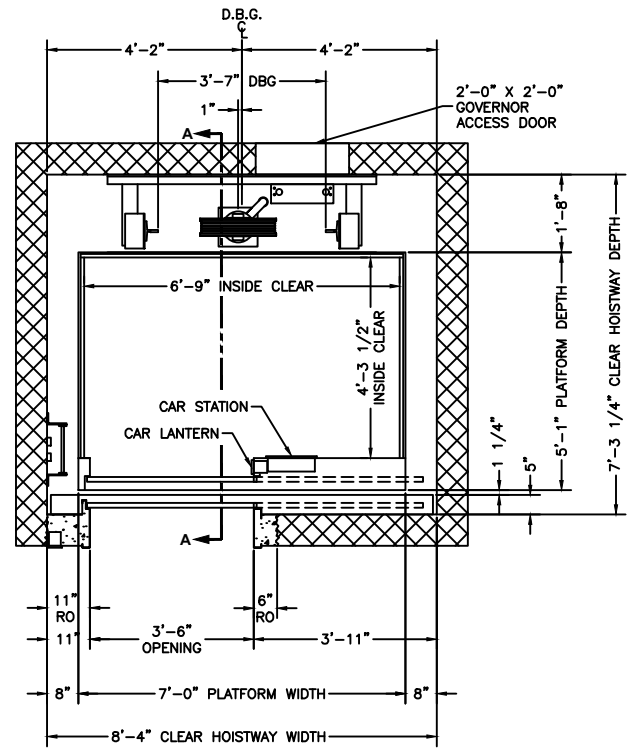 D.B.G.
C
L
4'-2" 4'-2"
3'-7" DBG
1"
2'-0" X 2'-0"
GOVERNOR
ACCESS DOOR
A
1'-8"
6'-9" INSIDE CLEAR
4'-3 1/2"
INSIDE CLEAR
5'-1" PLATFORM DEPTH
7'-3 1/4" CLEAR HOISTWAY DEPTH
CAR STATION
CAR LANTERN
1 1/4"
5"
A
11"
RO
6"
RO
11"
3'-6"
OPENING
3'-11"
8" 7'-0" PLATFORM WIDTH 8"
8'-4" CLEAR HOISTWAY WIDTH